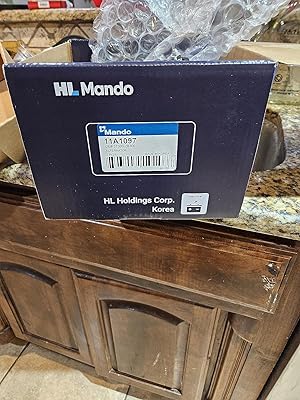 HL Mando
Mando
11A1097
HL Holdings Corp.
Korea